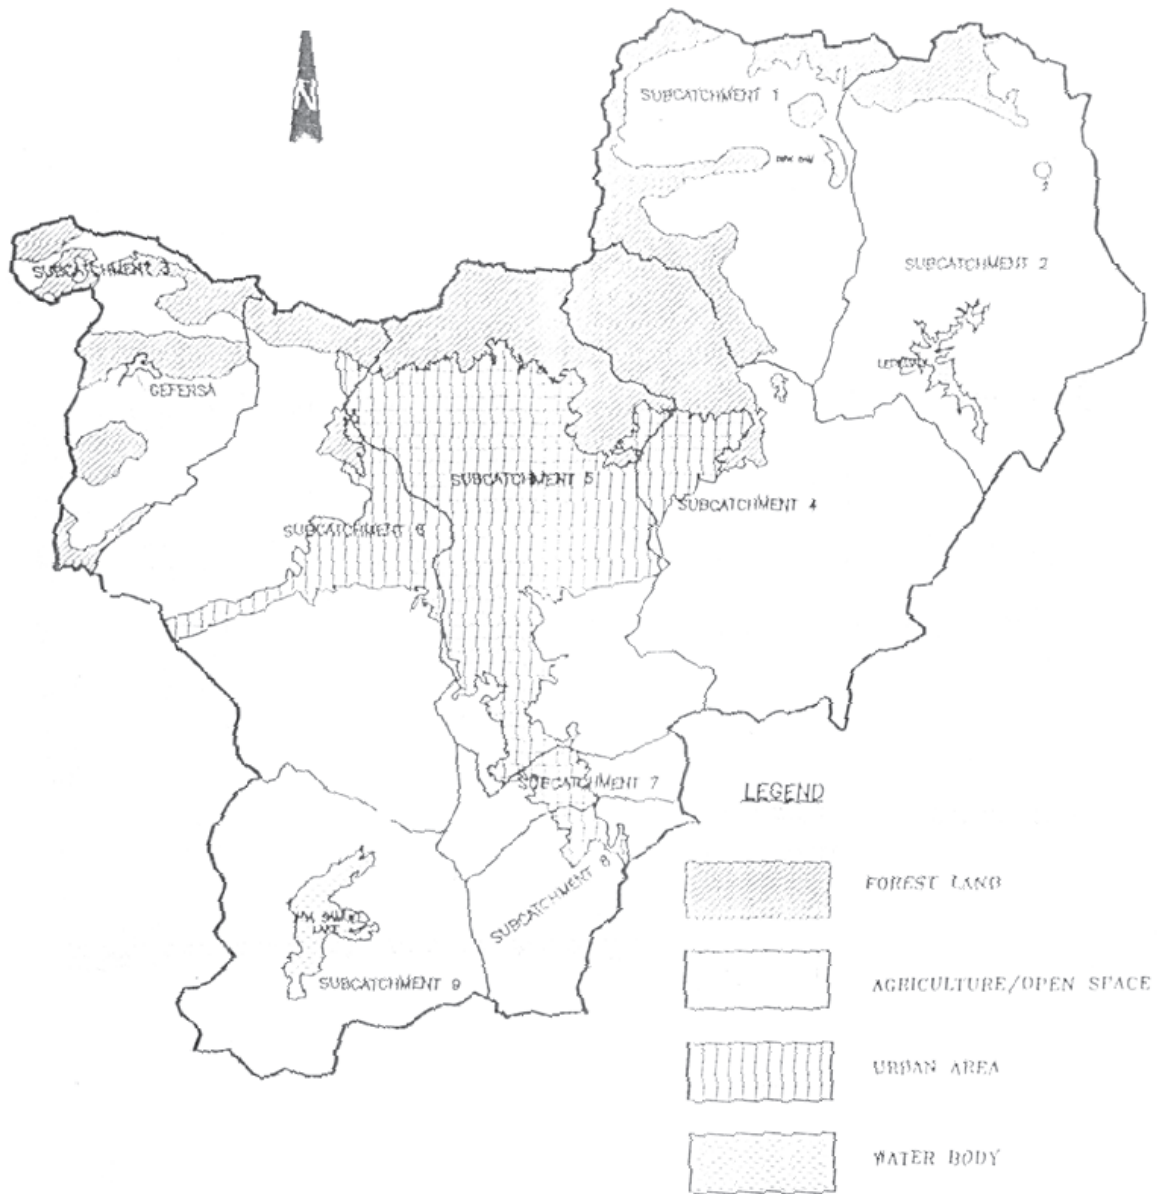 N
SUBCATCHMENT 1
SUBCATCHMENT 2
SUBCATCHMENT 3
GEFERSA
SUBCATCHMENT 5
SUBCATCHMENT 4
SUBCATCHMENT 6
SUBCATCHMENT 7
SUBCATCHMENT 8
LAKE
SUBCATCHMENT 9
LEGEND
FOREST LAND
AGRICULTURE/OPEN SPACE
URBAN AREA
WATER BODY